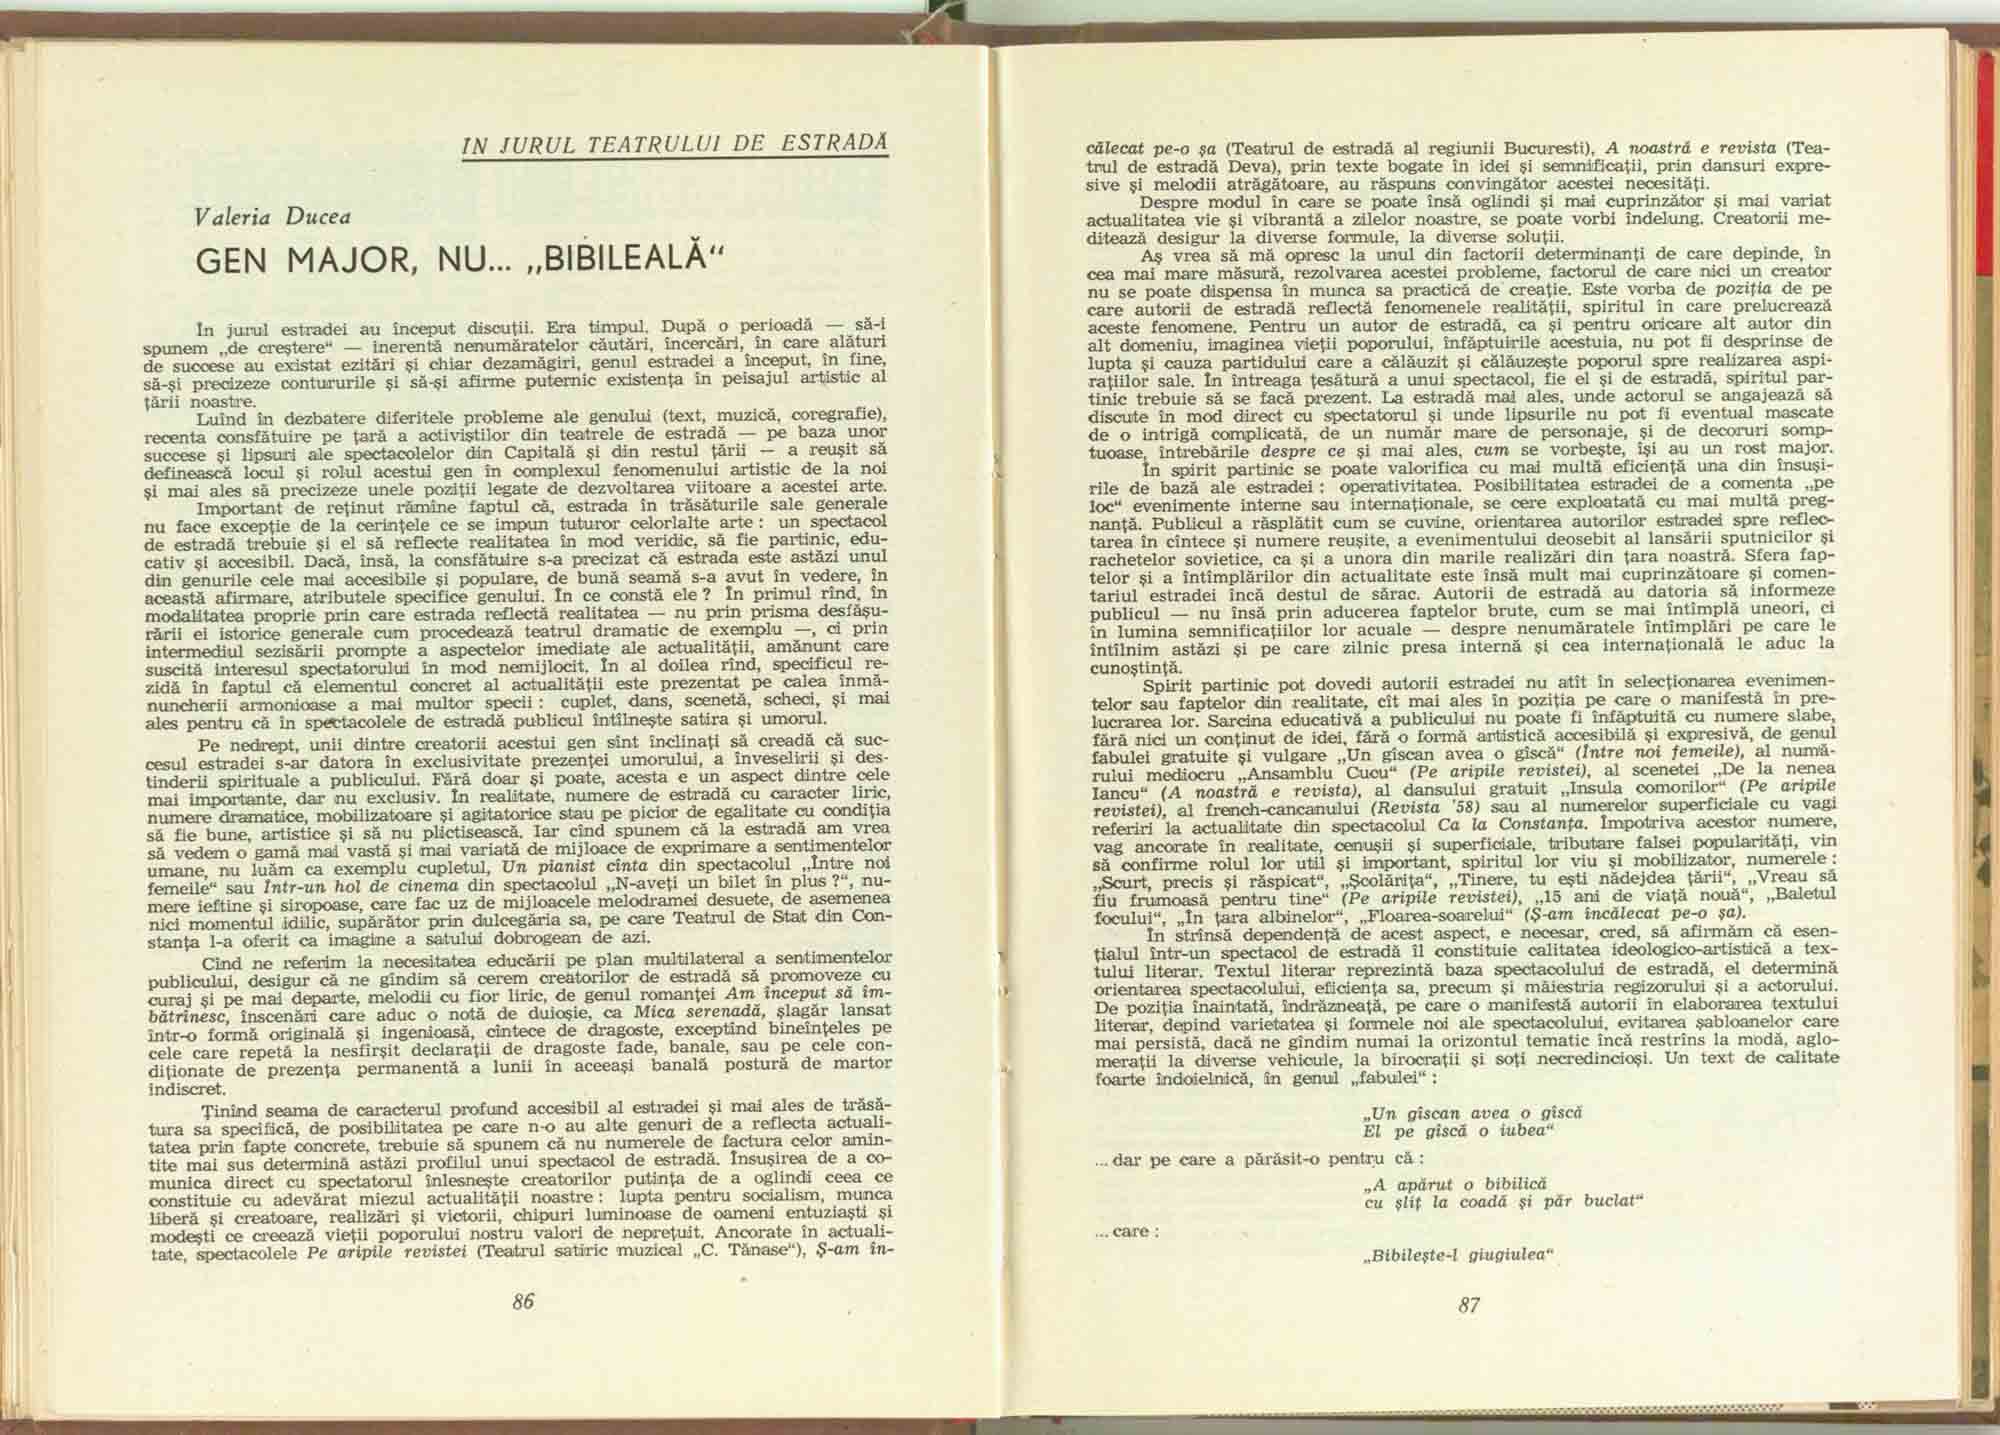 IN JURUL TEATRULUI DE ESTRADĂ
Valeria Ducea
GEN MAJOR, NU... „BIBILEALĂ“
În jurul estradei au început discuții. Era timpul. După o perioadă — să-i
spunem „de creștere“ — inerentă nenumăratelor căutări, încercări, în care alături
de succese au existat ezitări și chiar dezamăgiri, genul estradei a început, în fine,
să-și precizeze contururile și să-și afirme puternic existența în peisajul artistic al
țării noastre.
Luînd în dezbatere diferitele probleme ale genului (text, muzică, coregrafie),
recenta consfătuire pe țară a activiștilor din teatrele de estradă — pe baza unor
succese și lipsuri ale spectacolelor din Capitală și din restul țării — a reușit să
definească locul și rolul acestui gen în complexul fenomenului artistic de la noi
și mai ales să precizeze unele poziții legate de dezvoltarea viitoare a acestei arte.
Important de reținut rămîne faptul că, estrada în trăsăturile sale generale
nu face excepție de la cerințele ce se impun tuturor celorlalte arte : un spectacol
de estradă trebuie și el să reflecte realitatea în mod veridic, să fie partinic, edu-
cativ și accesibil. Dacă, însă, la consfătuire s-a precizat că estrada este astăzi unul
din genurile cele mai accesibile și populare, de bună seamă s-a avut în vedere, în
această afirmare, atributele specifice genului. In ce constă ele ? În primul rînd, în
modalitatea proprie prin care estrada reflectă realitatea — nu prin prisma desfășu-
rării ei istorice generale cum procedează teatrul dramatic de exemplu —, ci prin
intermediul sezisării prompte a aspectelor imediate ale actualității, amănunt care
suscită interesul spectatorului în mod nemijlocit. În al doilea rînd, specificul re-
zidă în faptul că elementul concret al actualității este prezentat pe calea înmă-
nuncherii armonioase a mai multor specii : cuplet, dans, scenetă, scheci, și mai
ales pentru că în spectacolele de estradă publicul întîlnește satira și umorul.
Pe nedrept, unii dintre creatorii acestui gen sînt înclinați să creadă că suc-
cesul estradei s-ar datora în exclusivitate prezenței umorului, a înveselirii și des-
tinderii spirituale a publicului. Fără doar și poate, acesta e un aspect dintre cele
mai importante, dar nu exclusiv. În realitate, numere de estradă cu caracter liric,
numere dramatice, mobilizatoare și agitatorice stau pe picior de egalitate cu condiția
să fie bune, artistice și să nu plictisească. Iar cînd spunem că la estradă am vrea
să vedem o gamă mai vastă și mai variată de mijloace de exprimare a sentimentelor
umane, nu luăm ca exemplu cupletul, Un pianist cînta din spectacolul „Între noi
femeile“ sau Într-un hol de cinema din spectacolul „N-aveți un bilet în plus ?“, nu-
mere ieftine și siropoase, care fac uz de mijloacele melodramei desuete, de asemenea
nici momentul idilic, supărător prin dulcegăria sa, pe care Teatrul de Stat din Con-
stanța l-a oferit ca imagine a satului dobrogean de azi.
Cînd ne referim la necesitatea educării pe plan multilateral a sentimentelor
publicului, desigur că ne gîndim să cerem creatorilor de estradă să promoveze cu
curaj și pe mai departe, melodii cu fior liric, de genul romanței Am început să îm-
bătrînesc, înscenări care aduc o notă de duioșie, ca Mica serenadă, șlagăr lansat
într-o formă originală și ingenioasă, cîntece de dragoste, exceptînd bineînțeles pe
cele care repetă la nesfîrșit declarații de dragoste fade, banale, sau pe cele con-
diționate de prezența permanentă a lunii în aceeași banală postură de martor
indiscret.
Ținînd seama de caracterul profund accesibil al estradei și mai ales de trăsă-
tura sa specifică, de posibilitatea pe care n-o au alte genuri de a reflecta actuali-
tatea prin fapte concrete, trebuie să spunem că nu numerele de factura celor amin-
tite mai sus determină astăzi profilul unui spectacol de estradă. Însușirea de a co-
munica direct cu spectatorul înlesnește creatorilor putința de a oglindi ceea ce
constituie cu adevărat miezul actualității noastre : lupta pentru socialism, munca
liberă și creatoare, realizări și victorii, chipuri luminoase de oameni entuziaști și
modești ce creează vieții poporului nostru valori de neprețuit. Ancorate în actuali-
tate, spectacolele Pe aripile revistei (Teatrul satiric muzical „C. Tănase“), Ș-am în-
86
călecat pe-o șa (Teatrul de estradă al regiunii Bucuresti), A noastră e revista (Tea-
trul de estradă Deva), prin texte bogate în idei și semnificații, prin dansuri expre-
sive și melodii atrăgătoare, au răspuns convingător acestei necesități.
Despre modul în care se poate însă oglindi și mai cuprinzător și mai variat
actualitatea vie și vibrantă a zilelor noastre, se poate vorbi îndelung. Creatorii me-
ditează desigur la diverse formule, la diverse soluții.
Aș vrea să mă opresc la unul din factorii determinanți de care depinde, în
cea mai mare măsură, rezolvarea acestei probleme, factorul de care nici un creator
nu se poate dispensa în munca sa practică de creație. Este vorba de poziția de pe
care autorii de estradă reflectă fenomenele realității, spiritul în care prelucrează
aceste fenomene. Pentru un autor de estradă, ca și pentru oricare alt autor din
alt domeniu, imaginea vieții poporului, înfăptuirile acestuia, nu pot fi desprinse de
lupta și cauza partidului care a călăuzit și călăuzește poporul spre realizarea aspi-
rațiilor sale. În întreaga țesătură a unui spectacol, fie el și de estradă, spiritul par-
tinic trebuie să se facă prezent. La estradă mai ales, unde actorul se angajează să
discute în mod direct cu spectatorul și unde lipsurile nu pot fi eventual mascate
de o intrigă complicată, de un număr mare de personaje, și de decoruri somp-
tuoase, întrebările despre ce și mai ales, cum se vorbește, își au un rost major.
În spirit partinic se poate valorifica cu mai multă eficiență una din însuși-
rile de bază ale estradei : operativitatea. Posibilitatea estradei de a comenta „pe
loc“ evenimente interne sau internaționale, se cere exploatată cu mai multă preg-
nanță. Publicul a răsplătit cum se cuvine, orientarea autorilor estradei spre reflec-
tarea în cîntece și numere reușite, a evenimentului deosebit al lansării sputnicilor și
rachetelor sovietice, ca și a unora din marile realizări din țara noastră. Sfera fap-
telor și a întîmplărilor din actualitate este însă mult mai cuprinzătoare și comen-
tariul estradei încă destul de sărac. Autorii de estradă au datoria să informeze
publicul — nu însă prin aducerea faptelor brute, cum se mai întîmplă uneori, ci
în lumina semnificațiilor lor acuale — despre nenumăratele întîmplări pe care le
întîlnim astăzi și pe care zilnic presa internă și cea internațională le aduc la
cunoștință.
Spirit partinic pot dovedi autorii estradei nu atît în selecționarea evenimen-
telor sau faptelor din realitate, cît mai ales în poziția pe care o manifestă în pre-
lucrarea lor. Sarcina educativă a publicului nu poate fi înfăptuită cu numere slabe,
fără nici un conținut de idei, fără o formă artistică accesibilă și expresivă, de genul
fabulei gratuite și vulgare „Un gîscan avea o gîscă“ (Între noi femeile), al numă-
rului mediocru „Ansamblu Cucu“ (Pe aripile revistei), al scenetei „De la nenea
Iancu“ (A noastră e revista), al dansului gratuit „Insula comorilor“ (Pe aripile
revistei), al french-cancanului (Revista '58) sau al numerelor superficiale cu vagi
referiri la actualitate din spectacolul Ca la Constanța. Împotriva acestor numere,
vag ancorate în realitate, cenușii și superficiale, tributare falsei popularități, vin
să confirme rolul lor util și important, spiritul lor viu și mobilizator, numerele :
„Scurt, precis și răspicat“, „Școlărița“, „Tinere, tu ești nădejdea țării“, „Vreau să
fiu frumoasă pentru tine“ (Pe aripile revistei), „15 ani de viață nouă“, „Baletul
focului“, „În țara albinelor“, „Floarea-soarelui“ (Ș-am încălecat pe-o șa).
În strînsă dependență de acest aspect, e necesar, cred, să afirmăm că esen-
țialul într-un spectacol de estradă îl constituie calitatea ideologico-artistică a tex-
tului literar. Textul literar reprezintă baza spectacolului de estradă, el determină
orientarea spectacolului, eficiența sa, precum și măiestria regizorului și a actorului.
De poziția înaintată, îndrăzneață, pe care o manifestă autorii în elaborarea textului
literar, depind varietatea și formele noi ale spectacolului, evitarea șabloanelor care
mai persistă, dacă ne gîndim numai la orizontul tematic încă restrîns la modă, aglo-
merații la diverse vehicule, la birocrații și soți necredincioși. Un text de calitate
foarte îndoielnică, în genul „fabulei“ :
„Un gîscan avea o gîscă
El pe gîscă o iubea“
... dar pe care a părăsit-o pentru că :
„A apărut o bibilică
cu șliț la coadă și păr buclat“
... care :
„Bibilește-l giugiulea“
87